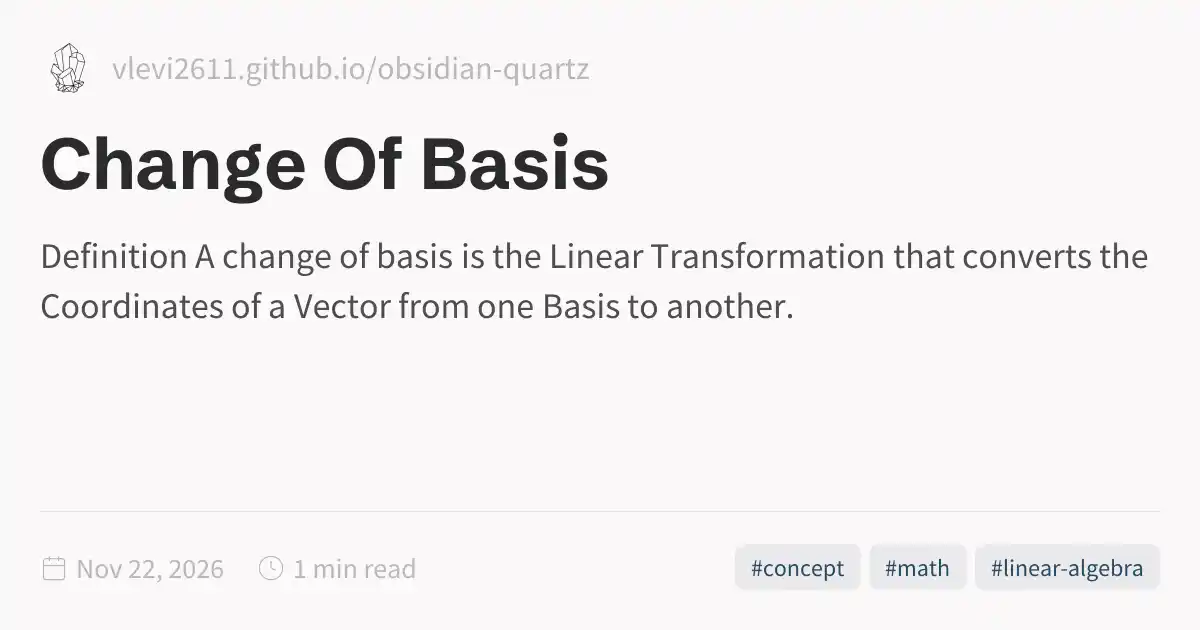 vlevi2611.github.io/obsidian-quartz
Change Of Basis
Definition A change of basis is the Linear Transformation that converts the
Coordinates of a Vector from one Basis to another.
Nov 22, 2026 1 min read #concept #math #linear-algebra